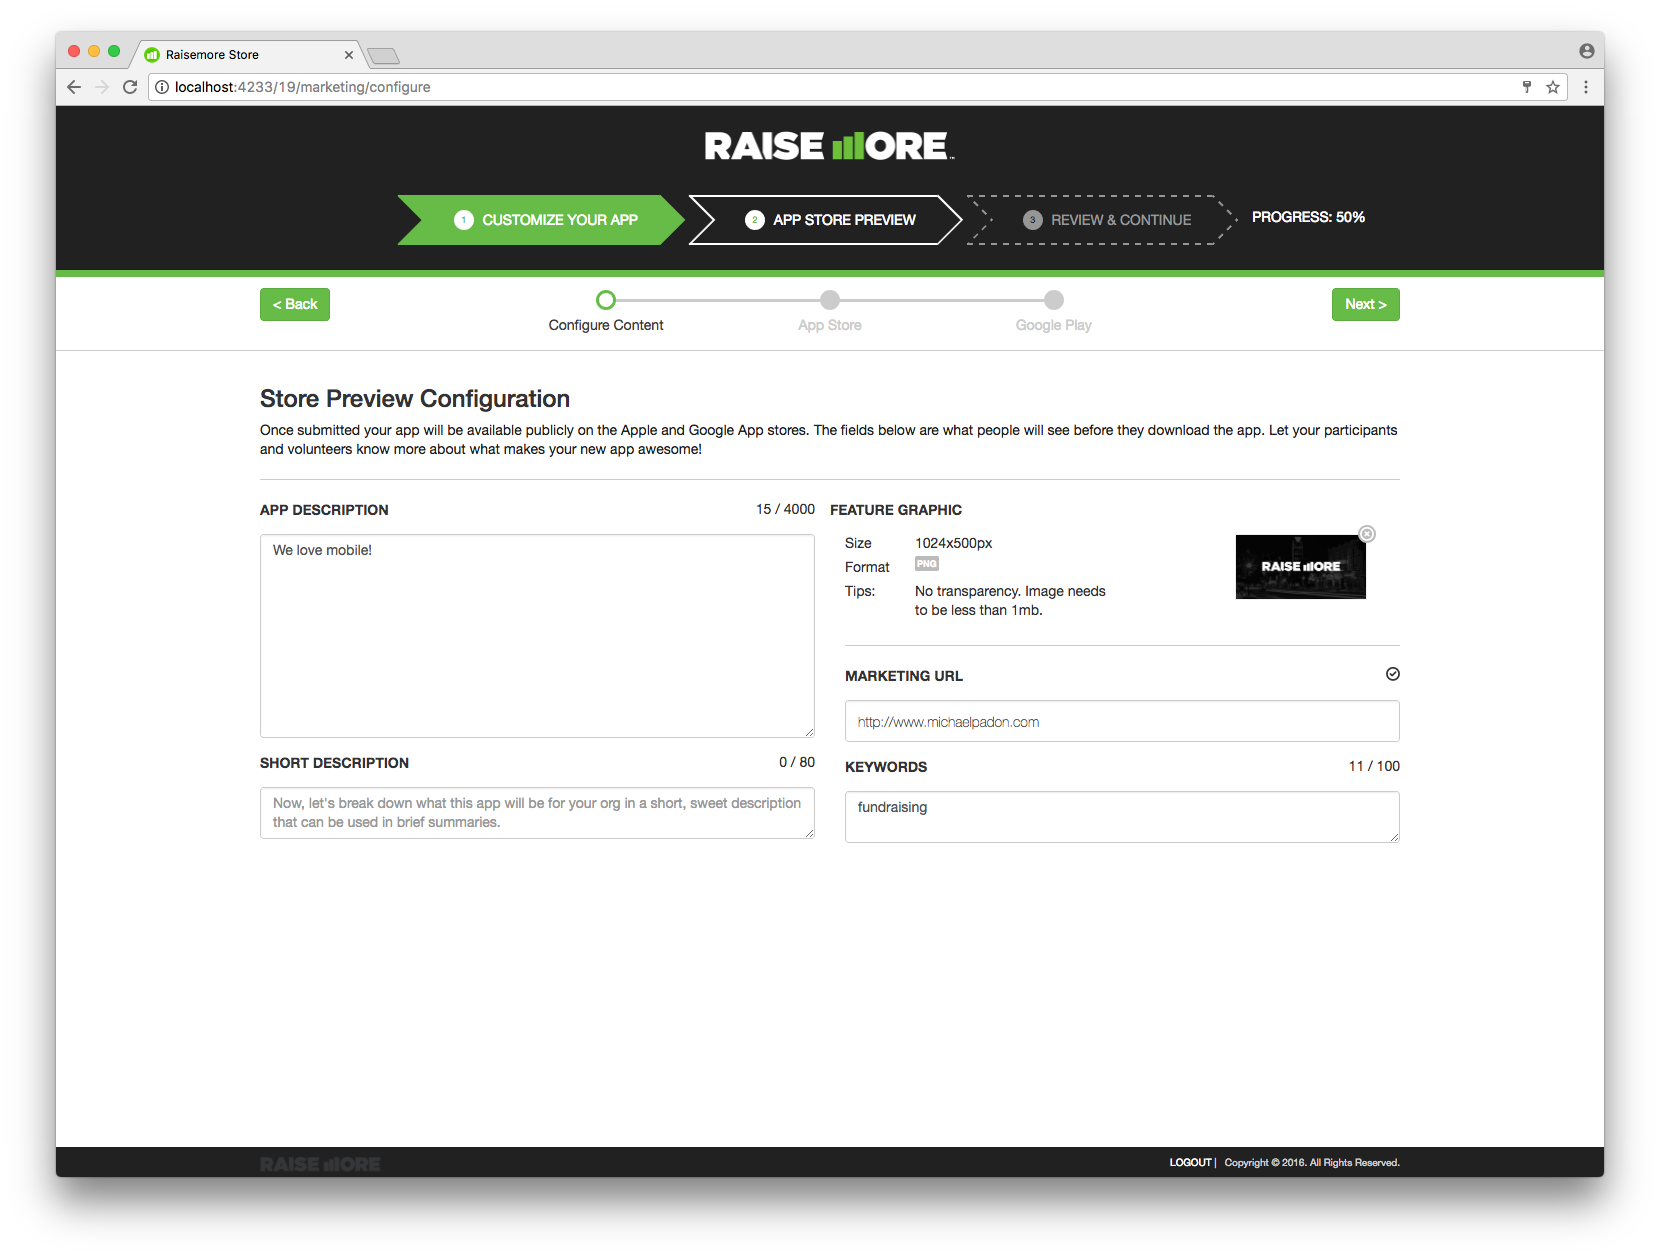 Raisemore Store
localhost:4233/19/marketing/configure
RAISE MORE™
1 CUSTOMIZE YOUR APP
2 APP STORE PREVIEW
3 REVIEW & CONTINUE
PROGRESS: 50%
< Back
Configure Content
App Store
Google Play
Next >
Store Preview Configuration
Once submitted your app will be available publicly on the Apple and Google App stores. The fields below are what people will see before they download the app. Let your participants
and volunteers know more about what makes your new app awesome!
APP DESCRIPTION
15 / 4000
We love mobile!
SHORT DESCRIPTION
0 / 80
Now, let's break down what this app will be for your org in a short, sweet description
that can be used in brief summaries.
FEATURE GRAPHIC
Size 1024x500px
Format PNG
Tips: No transparency. Image needs
to be less than 1mb.
RAISE MORE
MARKETING URL
http://www.michaelpadon.com
KEYWORDS
11 / 100
fundraising
RAISE MORE
LOGOUT | Copyright © 2016. All Rights Reserved.